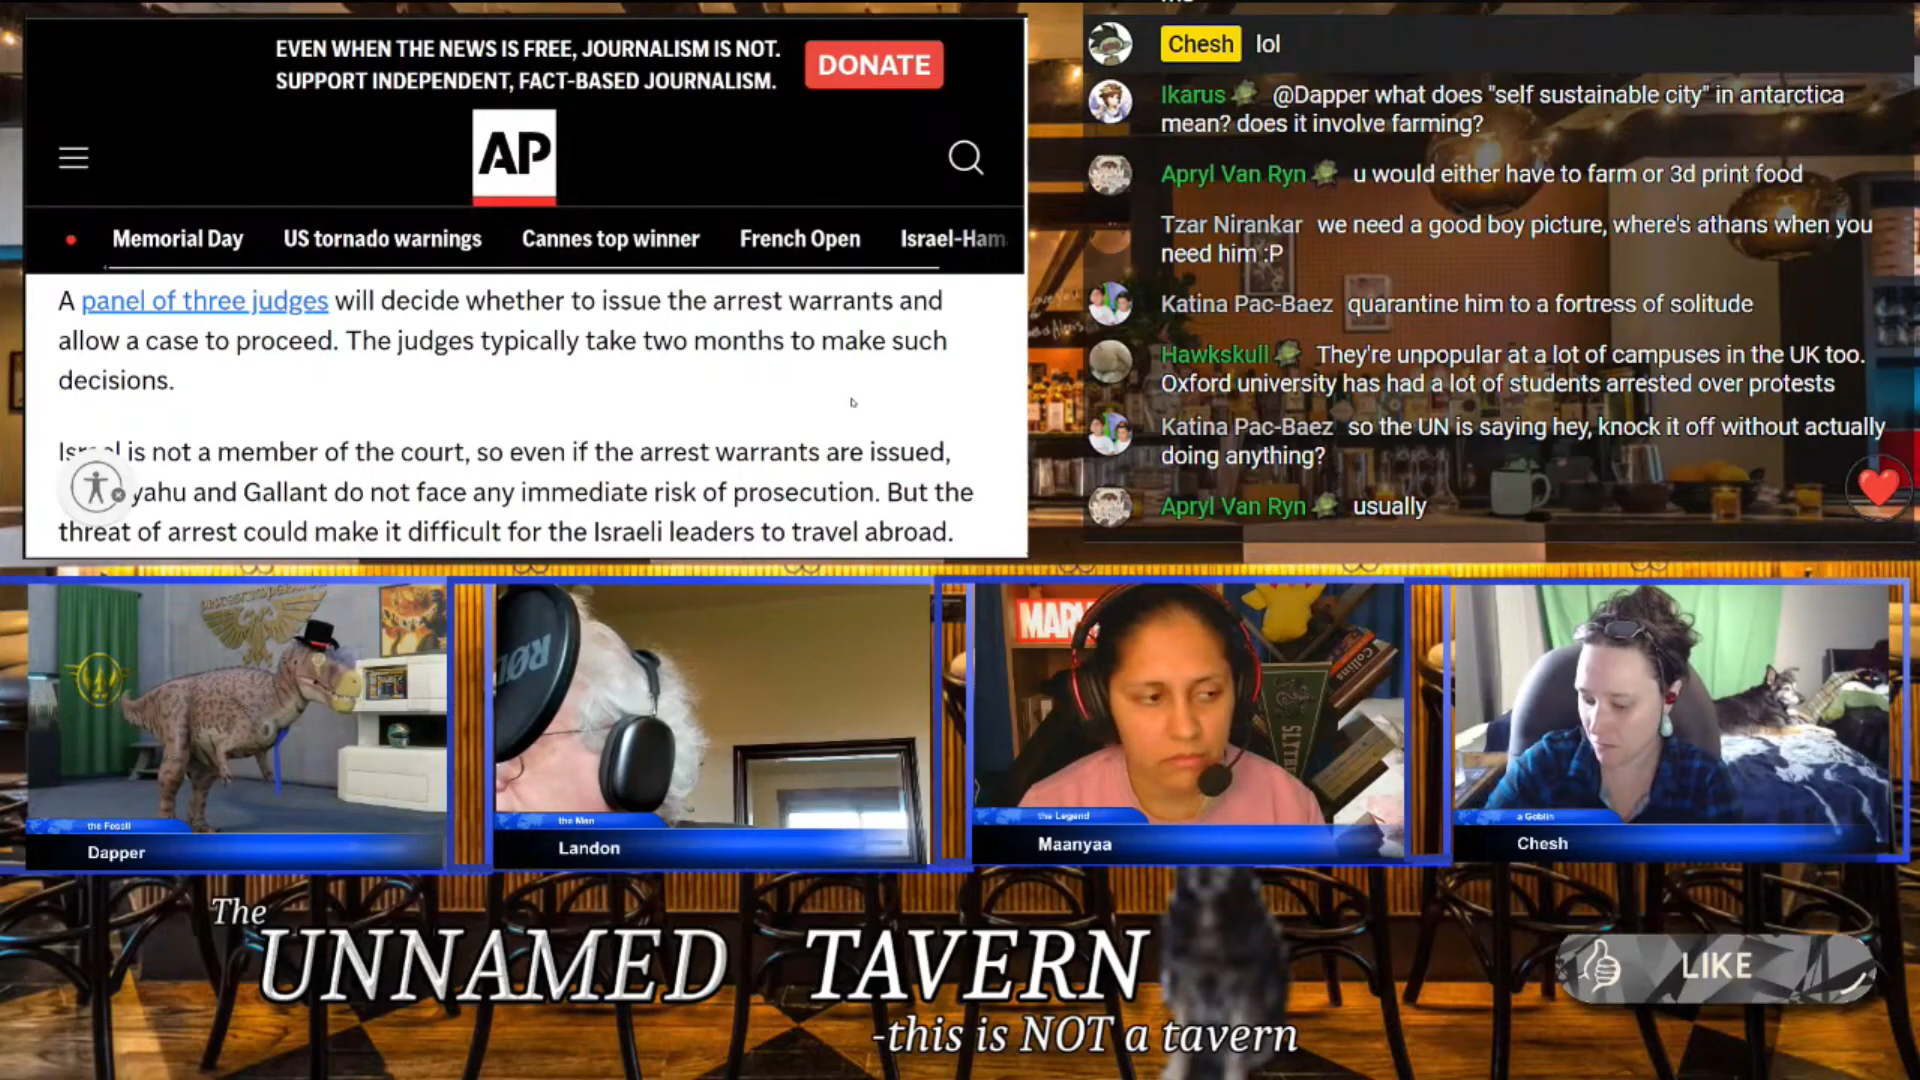 EVEN WHEN THE NEWS IS FREE, JOURNALISM IS NOT.
SUPPORT INDEPENDENT, FACT-BASED JOURNALISM.
DONATE
AP
Memorial Day US tornado warnings Cannes top winner French Open Israel-Ham
A panel of three judges will decide whether to issue the arrest warrants and
allow a case to proceed. The judges typically take two months to make such
decisions.
is not a member of the court, so even if the arrest warrants are issued,
yahu and Gallant do not face any immediate risk of prosecution. But the
threat of arrest could make it difficult for the Israeli leaders to travel abroad.
Chesh lol
Ikarus @Dapper what does "self sustainable city" in antarctica
mean? does it involve farming?
Apryl Van Ryn u would either have to farm or 3d print food
Tzar Nirankar we need a good boy picture, where's athans when you
need him :P
Katina Pac-Baez quarantine him to a fortress of solitude
Hawkskull They're unpopular at a lot of campuses in the UK too.
Oxford university has had a lot of students arrested over protests
Katina Pac-Baez so the UN is saying hey, knock it off without actually
doing anything?
Apryl Van Ryn usually
the Fossil
Dapper
RØD
the Man
Landon
MARV
Collins
SLYTHE
the Legend
Maanyaa
a Goblin
Chesh
The
UNNAMED TAVERN
-this is NOT a tavern
LIKE